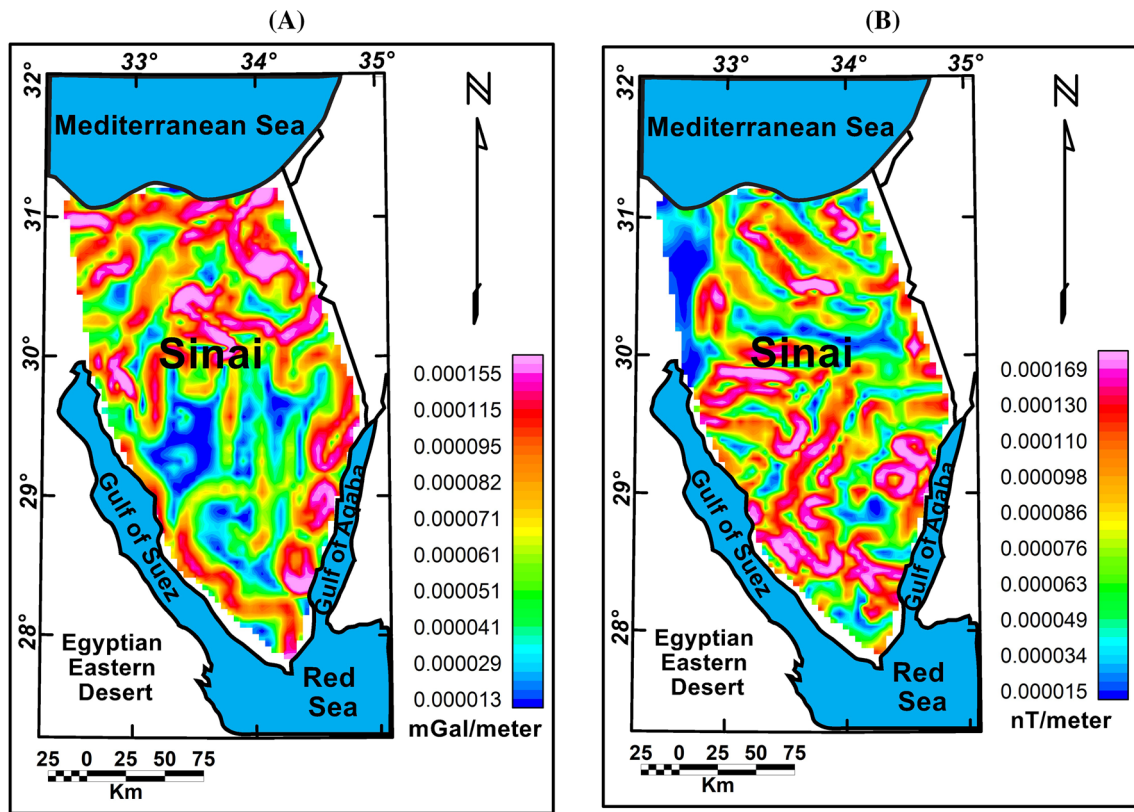 (A)
33° 34° 35°
32°
N
Mediterranean Sea
31°
Sinai
30°
29°
28°
Gulf of Suez
Gulf of Aqaba
Egyptian
Eastern
Desert
Red
Sea
0.000155
0.000115
0.000095
0.000082
0.000071
0.000061
0.000051
0.000041
0.000029
0.000013
mGal/meter
25 0 25 50 75
Km
(B)
33° 34° 35°
32°
N
Mediterranean Sea
31°
Sinai
30°
29°
28°
Gulf of Suez
Gulf of Aqaba
Egyptian
Eastern
Desert
Red
Sea
0.000169
0.000130
0.000110
0.000098
0.000086
0.000076
0.000063
0.000049
0.000034
0.000015
nT/meter
25 0 25 50 75
Km